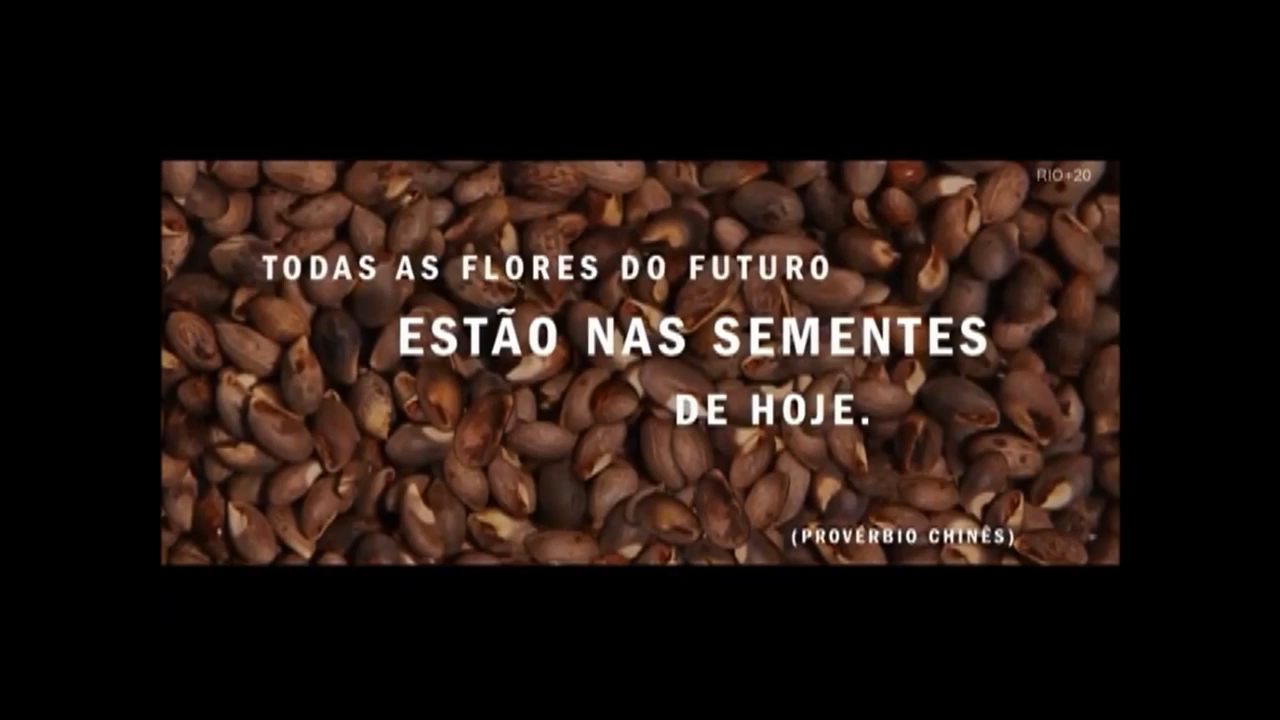 RIO+20
TODAS AS FLORES DO FUTURO
ESTÃO NAS SEMENTES
DE HOJE.
(PROVÉRBIO CHINÊS)